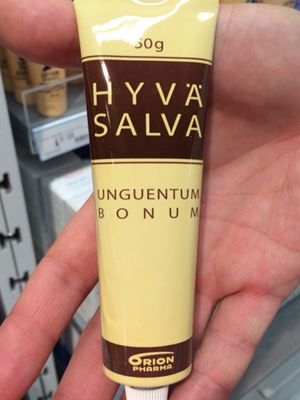 50g
HYVÄ
SALVA
UNGUENTUM
BONUM
ORION
PHARMA